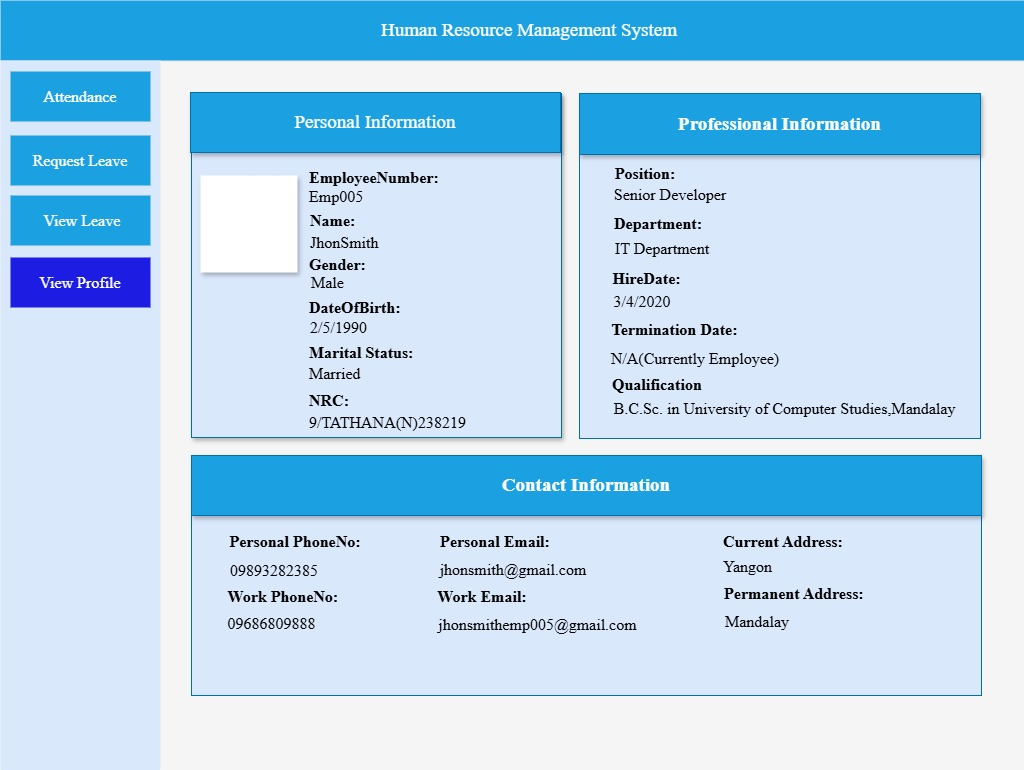 Human Resource Management System
Attendance
Request Leave
View Leave
View Profile
Personal Information
EmployeeNumber:
Emp005
Name:
JhonSmith
Gender:
Male
DateOfBirth:
2/5/1990
Marital Status:
Married
NRC:
9/TATHANA(N)238219
Professional Information
Position:
Senior Developer
Department:
IT Department
HireDate:
3/4/2020
Termination Date:
N/A(Currently Employee)
Qualification
B.C.Sc. in University of Computer Studies,Mandalay
Contact Information
Personal PhoneNo:
09893282385
Work PhoneNo:
09686809888
Personal Email:
jhonsmith@gmail.com
Work Email:
jhonsmithemp005@gmail.com
Current Address:
Yangon
Permanent Address:
Mandalay